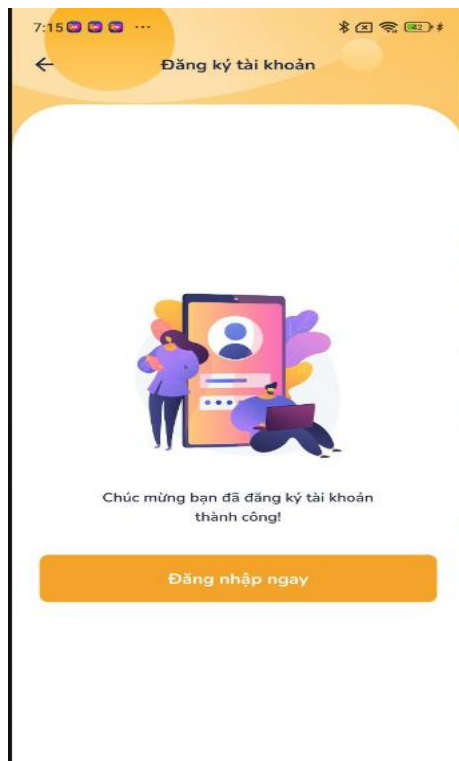 7:15 ...
42
Đăng ký tài khoản
Chúc mừng bạn đã đăng ký tài khoản
thành công!
Đăng nhập ngay